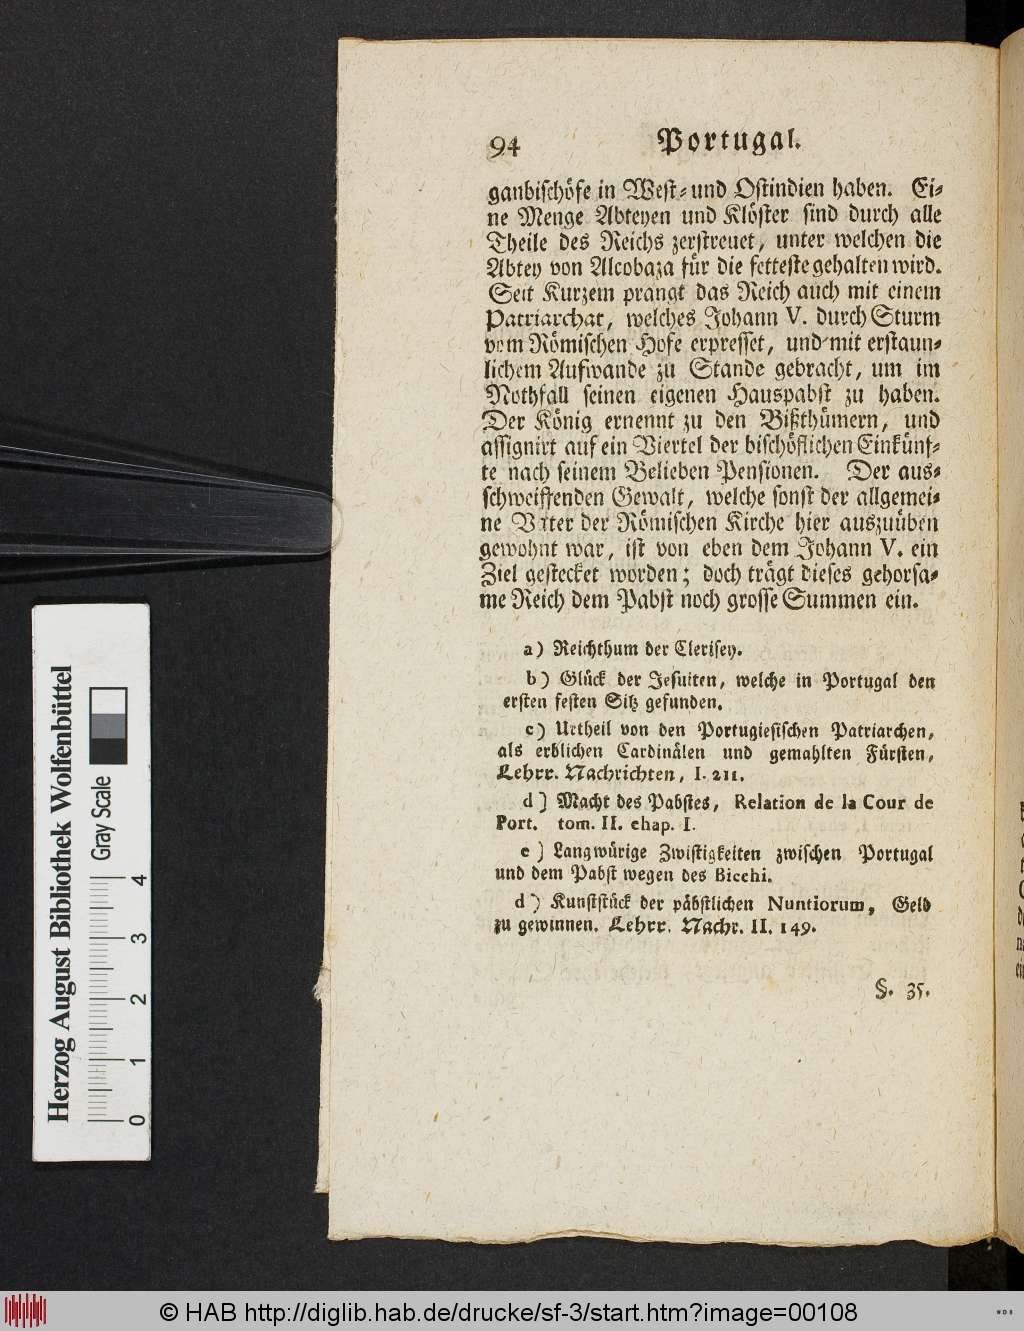 94 Portugal.
ganbischöfe in West- und Ostindien haben. Ei-
ne Menge Abteyen und Klöster sind durch alle
Theile des Reichs zerstreuet, unter welchen die
Abtey von Alcobaza für die fetteste gehalten wird.
Seit Kurzem prangt das Reich auch mit einem
Patriarchat, welches Johann V. durch Sturm
vom Römischen Hofe erpresset, und mit erstaun-
lichem Aufwande zu Stande gebracht, um im
Nothfall seinen eigenen Hauspabst zu haben.
Der König ernennt zu den Bißthümern, und
assignirt auf ein Viertel der bischöflichen Einkünf-
te nach seinem Belieben Pensionen. Der aus-
schweiffenden Gewalt, welche sonst der allgemei-
ne Vater der Römischen Kirche hier auszuüben
gewohnt war, ist von eben dem Johann V. ein
Ziel gestecket worden; doch trägt dieses gehorsa-
me Reich dem Pabst noch grosse Summen ein.
a) Reichthum der Clerisey.
b) Glück der Jesuiten, welche in Portugal den
ersten festen Sitz gefunden.
c) Urtheil von den Portugiesischen Patriarchen,
als erblichen Cardinälen und gemahlten Fürsten,
Lehrr. Nachrichten, I. 211.
d) Macht des Pabstes, Relation de la Cour de
Port. tom. II. chap. I.
e) Langwürige Zwistigkeiten zwischen Portugal
und dem Pabst wegen des Bicchi.
d) Kunststück der päbstlichen Nuntiorum, Geld
zu gewinnen. Lehrr. Nachr. II. 149.
§. 35.
Herzog August Bibliothek Wolfenbüttel
Gray Scale
0 1 2 3 4
© HAB http://diglib.hab.de/drucke/sf-3/start.htm?image=00108
WDB